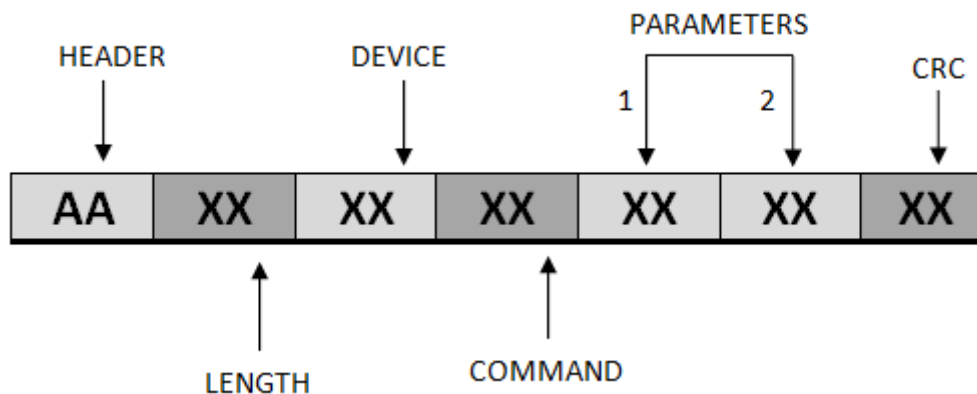 PARAMETERS
HEADER DEVICE CRC
1 2
AA XX XX XX XX XX XX
LENGTH COMMAND